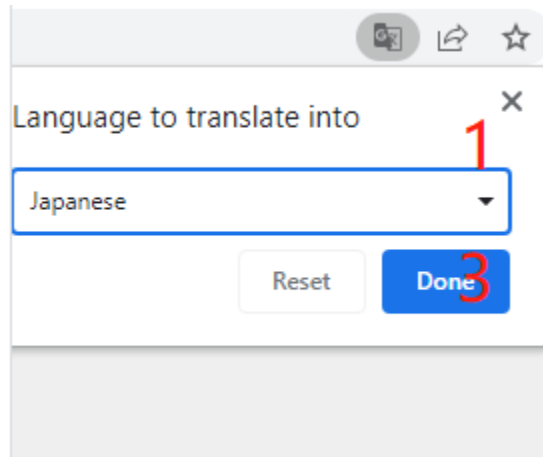 Language to translate into
1
Japanese
Reset
Done
3